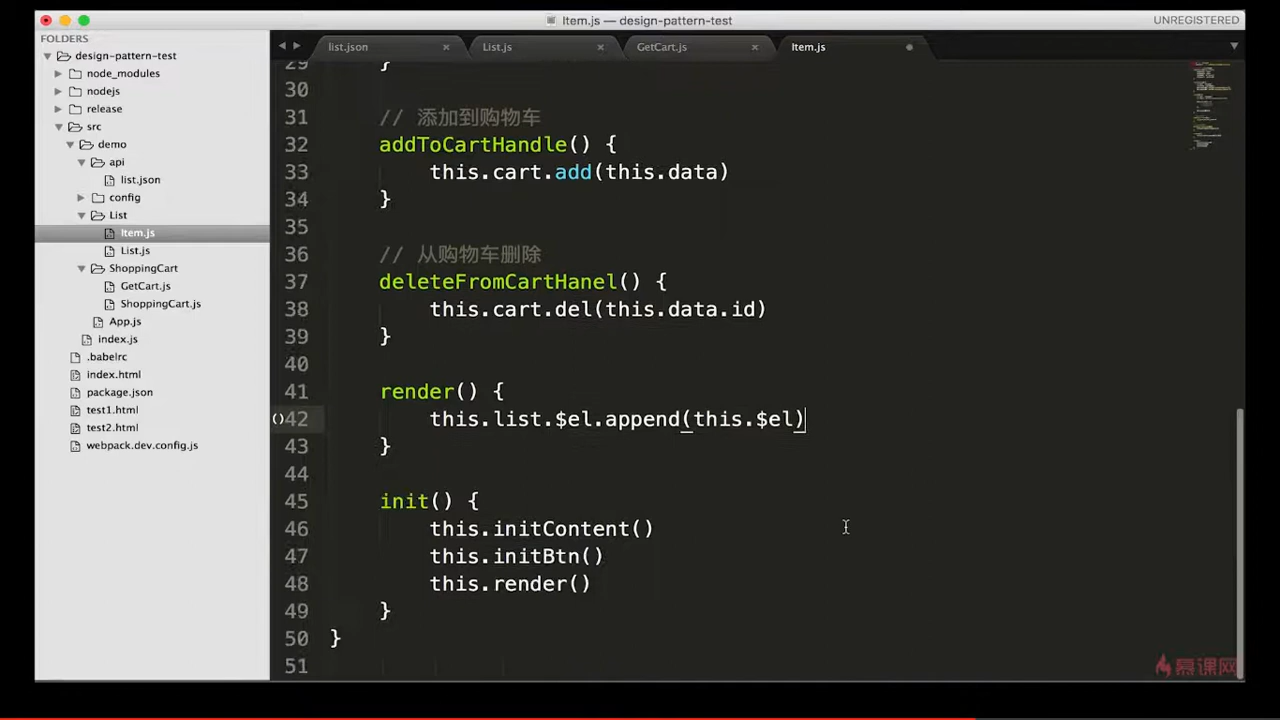 Item.js — design-pattern-test
UNREGISTERED
FOLDERS
design-pattern-test
node_modules
nodejs
release
src
demo
api
list.json
config
List
Item.js
List.js
ShoppingCart
GetCart.js
ShoppingCart.js
App.js
index.js
.babelrc
index.html
package.json
test1.html
test2.html
webpack.dev.config.js
list.json ×
List.js ×
GetCart.js ×
Item.js
29 }
30
31 // 添加到购物车
32 addToCartHandle() {
33 this.cart.add(this.data)
34 }
35
36 // 从购物车删除
37 deleteFromCartHanel() {
38 this.cart.del(this.data.id)
39 }
40
41 render() {
()42 this.list.$el.append(this.$el)
43 }
44
45 init() {
46 this.initContent()
47 this.initBtn()
48 this.render()
49 }
50 }
51
慕课网